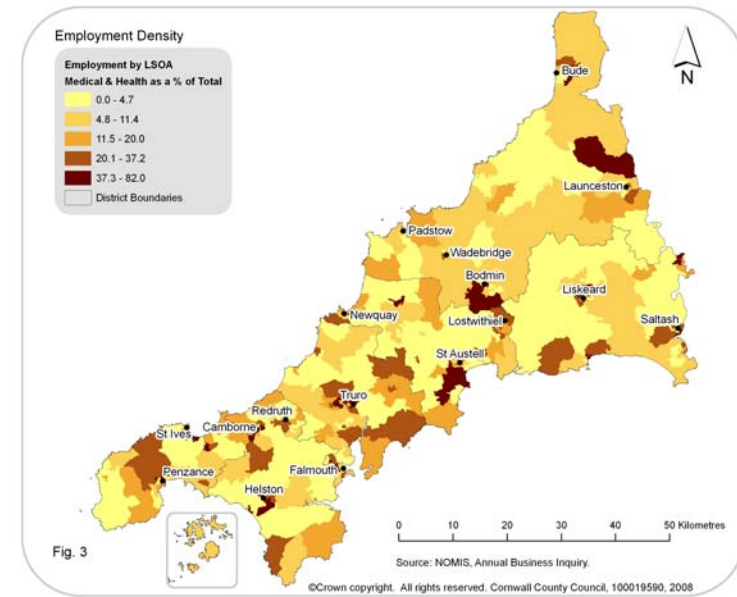 Employment Density
Employment by LSOA
Medical & Health as a % of Total
0.0 - 4.7
4.8 - 11.4
11.5 - 20.0
20.1 - 37.2
37.3 - 82.0
District Boundaries
N
Bude
Launceston
Padstow
Wadebridge
Bodmin
Liskeard
Newquay
Lostwithiel
Saltash
St Austell
Truro
Redruth
St Ives
Camborne
Penzance
Falmouth
Helston
0 10 20 30 40 50 Kilometres
Fig. 3
Source: NOMIS, Annual Business Inquiry.
©Crown copyright. All rights reserved. Cornwall County Council, 100019590, 2008